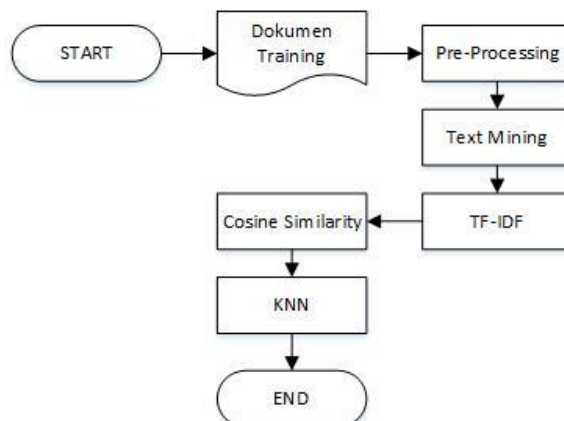 START
Dokumen
Training
Pre-Processing
Text Mining
TF-IDF
Cosine Similarity
KNN
END